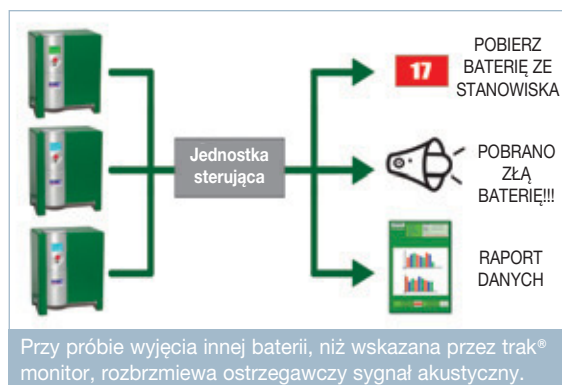 17
POBIERZ
BATERIĘ ZE
STANOWISKA
Jednostka
sterująca
POBRANO
ZŁĄ
BATERIĘ!!!
RAPORT
DANYCH
Przy próbie wyjęcia innej baterii, niż wskazana przez trak®
monitor, rozbrzmiewa ostrzegawczy sygnał akustyczny.